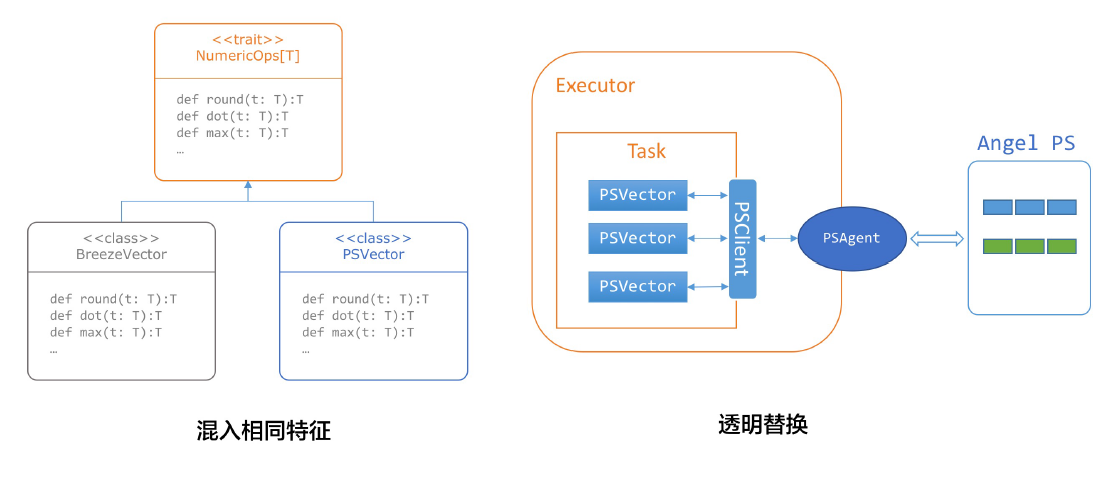 <<trait>>
NumericOps[T]
def round(t: T):T
def dot(t: T):T
def max(t: T):T
…
<<class>>
BreezeVector
def round(t: T):T
def dot(t: T):T
def max(t: T):T
…
<<class>>
PSVector
def round(t: T):T
def dot(t: T):T
def max(t: T):T
…
混入相同特征
Executor
Task
PSVector
PSVector
PSVector
PSClient
PSAgent
Angel PS
透明替换